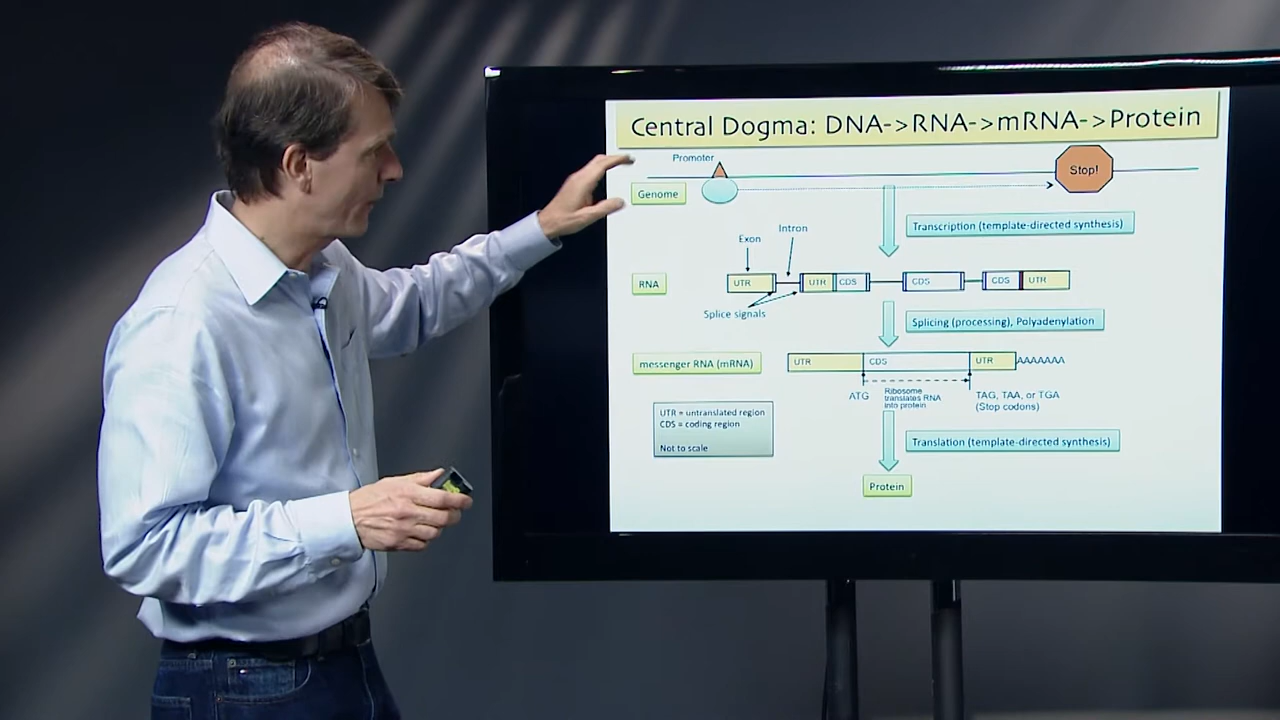 Central Dogma: DNA->RNA->mRNA->Protein
Promoter
Stop!
Genome
Transcription (template-directed synthesis)
Exon
Intron
RNA
UTR
UTR
CDS
CDS
CDS
UTR
Splice signals
Splicing (processing), Polyadenylation
messenger RNA (mRNA)
UTR
CDS
UTR
AAAAAAA
ATG
Ribosome
translates RNA
into protein
TAG, TAA, or TGA
(Stop codons)
UTR = untranslated region
CDS = coding region
Not to scale
Translation (template-directed synthesis)
Protein